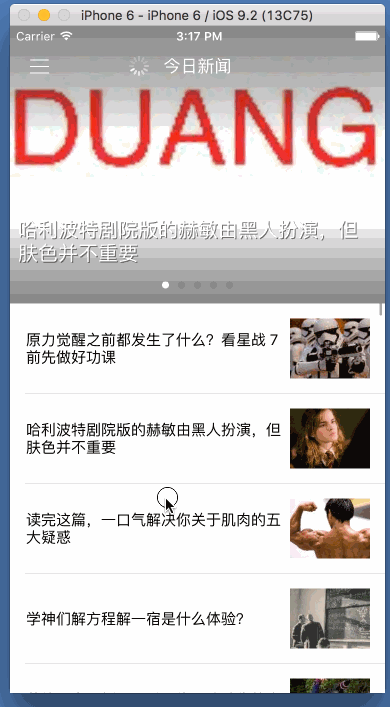 iPhone 6 - iPhone 6 / iOS 9.2 (13C75)
Carrier 3:17 PM
今日新闻
DUANG
哈利波特剧院版的赫敏由黑人扮演，但
肤色并不重要
原力觉醒之前都发生了什么？看星战 7
前先做好功课
哈利波特剧院版的赫敏由黑人扮演，但
肤色并不重要
读完这篇，一口气解决你关于肌肉的五
大疑惑
学神们解方程解一宿是什么体验？